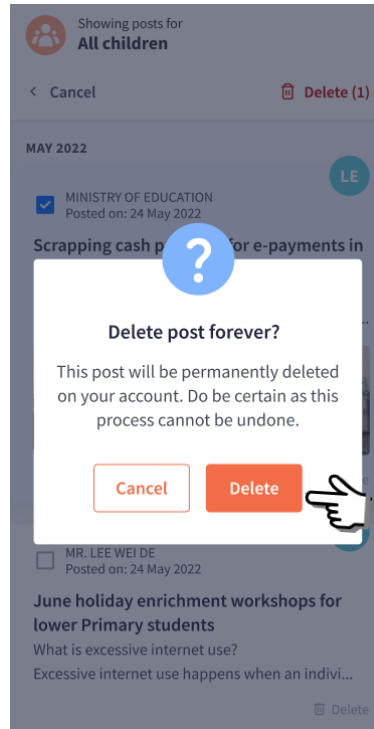 Showing posts for
All children
Cancel
Delete (1)
MAY 2022
LE
MINISTRY OF EDUCATION
Posted on: 24 May 2022
Scrapping cash p for e-payments in
?
Delete post forever?
This post will be permanently deleted
on your account. Do be certain as this
process cannot be undone.
Cancel
Delete
MR. LEE WEI DE
Posted on: 24 May 2022
June holiday enrichment workshops for
lower Primary students
What is excessive internet use?
Excessive internet use happens when an indivi...
Delete